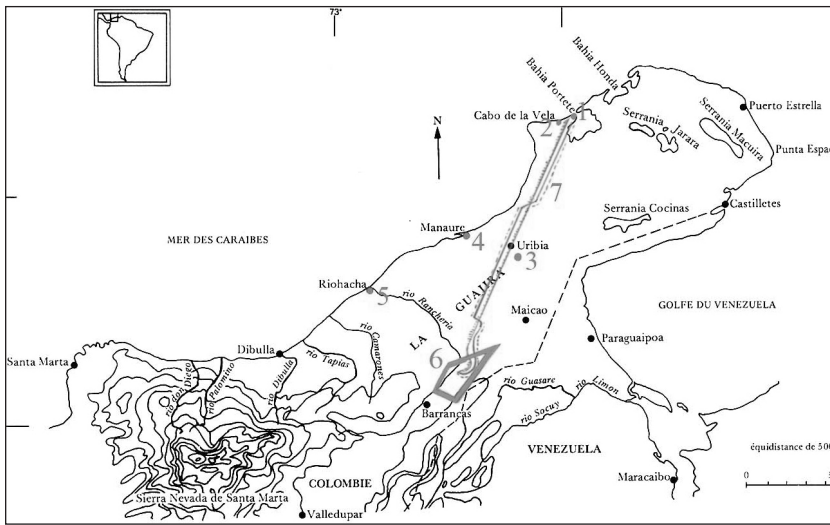 73°
Bahia Honda
Bahia Portete
Cabo de la Vela
1
2
Puerto Estrella
Serrania Jarara
Serrania Macuira
Punta Espad
N
7
Castilletes
Serrania Cocinas
Manaure
4
MER DES CARAIBES
Uribia
3
Riohacha
5
rio Rancheria
LA GUAJIRA
GOLFE DU VENEZUELA
Maicao
rio Camarones
Paraguaipoa
Santa Marta
Dibulla
rio Tapias
rio don Diego
rio Palomino
rio Dibulla
6
rio Guasare
rio Limon
Barrancas
rio Socuy
VENEZUELA
équidistance de 500
COLOMBIE
Maracaibo
0
Sierra Nevada de Santa Marta
Valledupar